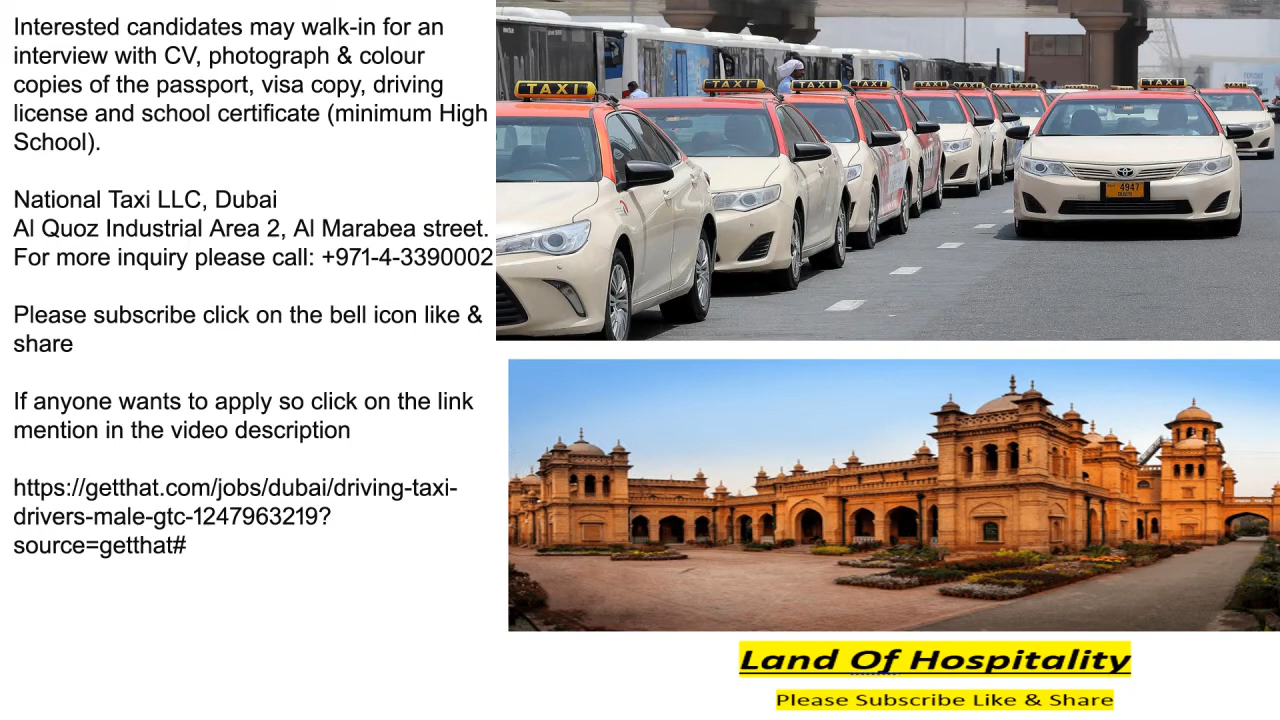 Interested candidates may walk-in for an
interview with CV, photograph & colour
copies of the passport, visa copy, driving
license and school certificate (minimum High
School).
National Taxi LLC, Dubai
Al Quoz Industrial Area 2, Al Marabea street.
For more inquiry please call: +971-4-3390002
Please subscribe click on the bell icon like &
share
If anyone wants to apply so click on the link
mention in the video description
https://getthat.com/jobs/dubai/driving-taxi-
drivers-male-gtc-1247963219?
source=getthat#
TAXI
TAXI
TAXI
TAXI
TAXI
TAXI
TAXI
TAXI
4947
Land Of Hospitality
Please Subscribe Like & Share